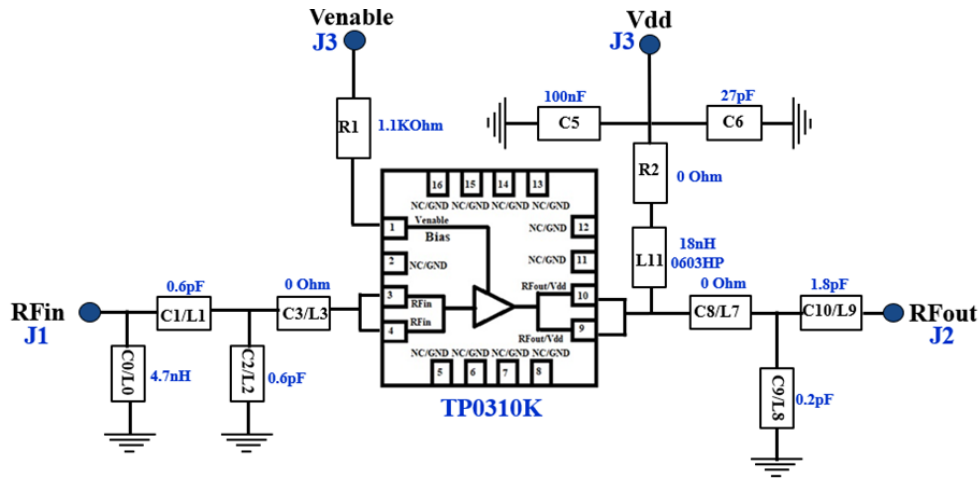 Venable
J3
Vdd
J3
100nF
C5
27pF
C6
R1
1.1KOhm
R2
0 Ohm
16
15
14
13
NC/GND NC/GND NC/GND NC/GND
1
Venable
Bias
NC/GND
12
2
NC/GND
NC/GND
11
L11
18nH
0603HP
3
RFin
4
RFin
RFout/Vdd
10
9
RFout/Vdd
RFin
J1
0.6pF
C1/L1
0 Ohm
C3/L3
C0/L0
4.7nH
C2/L2
0.6pF
0 Ohm
C8/L7
1.8pF
C10/L9
RFout
J2
C9/L8
0.2pF
NC/GND NC/GND NC/GND NC/GND
5
6
7
8
TP0310K